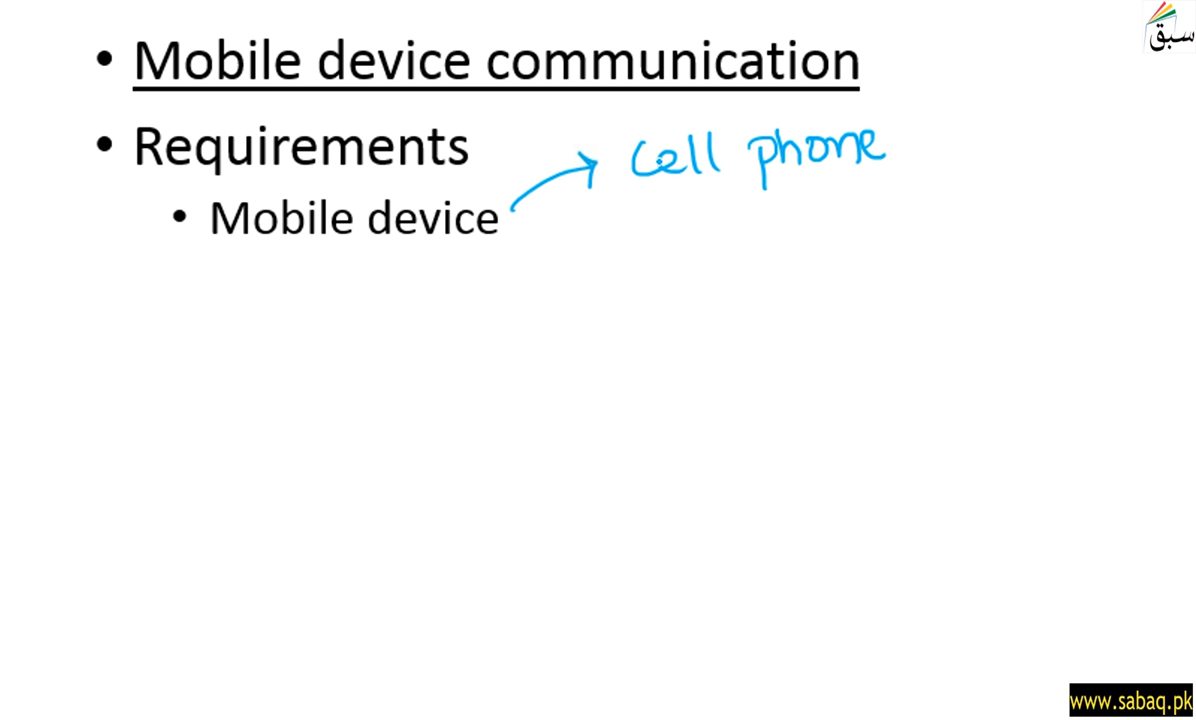 سبق
• Mobile device communication
• Requirements
cell phone
• Mobile device
www.sabaq.pk